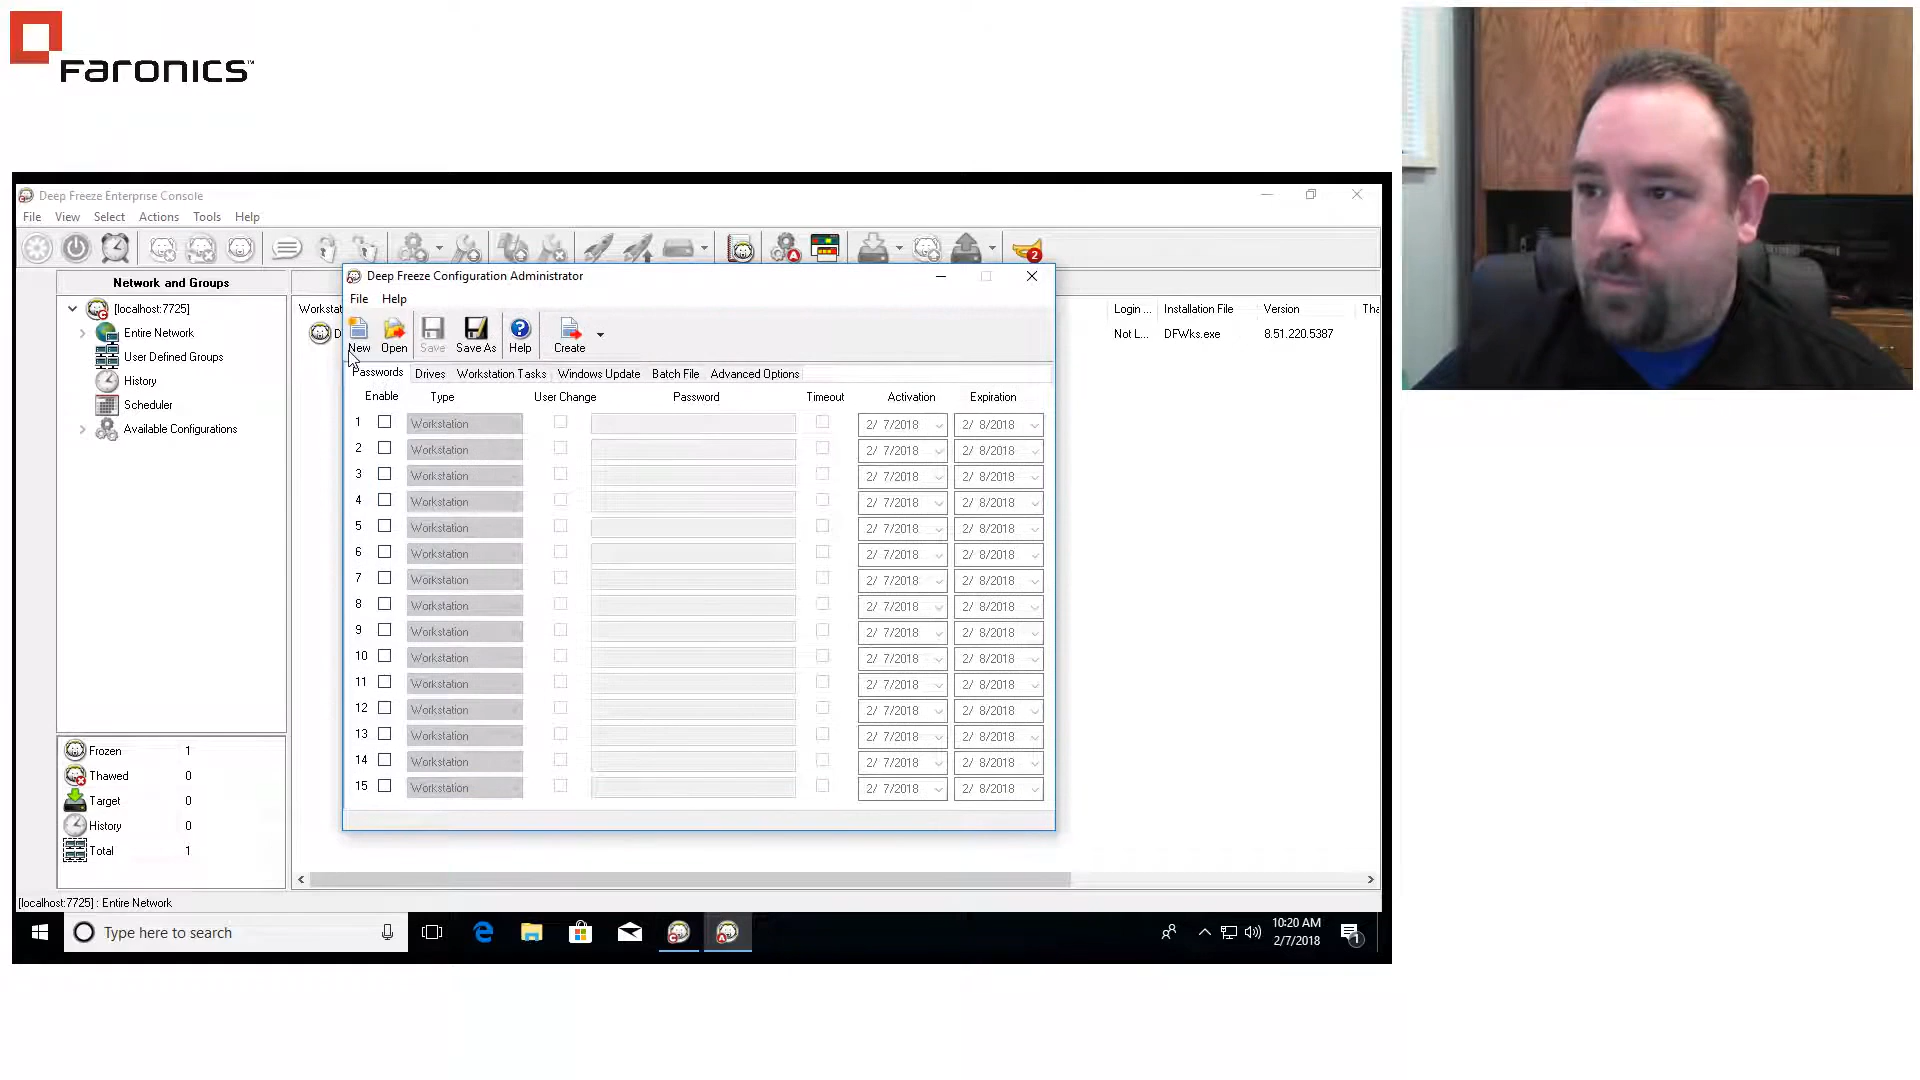 FARONICS™
Deep Freeze Enterprise Console
File View Select Actions Tools Help
2
Network and Groups
[localhost:7725]
Entire Network
User Defined Groups
History
Scheduler
Available Configurations
Frozen 1
Thawed 0
Target 0
History 0
Total 1
Deep Freeze Configuration Administrator
File Help
New Open Save Save As Help Create
Passwords Drives Workstation Tasks Windows Update Batch File Advanced Options
Enable Type User Change Password Timeout Activation Expiration
1 Workstation 2/ 7/2018 2/ 8/2018
2 Workstation 2/ 7/2018 2/ 8/2018
3 Workstation 2/ 7/2018 2/ 8/2018
4 Workstation 2/ 7/2018 2/ 8/2018
5 Workstation 2/ 7/2018 2/ 8/2018
6 Workstation 2/ 7/2018 2/ 8/2018
7 Workstation 2/ 7/2018 2/ 8/2018
8 Workstation 2/ 7/2018 2/ 8/2018
9 Workstation 2/ 7/2018 2/ 8/2018
10 Workstation 2/ 7/2018 2/ 8/2018
11 Workstation 2/ 7/2018 2/ 8/2018
12 Workstation 2/ 7/2018 2/ 8/2018
13 Workstation 2/ 7/2018 2/ 8/2018
14 Workstation 2/ 7/2018 2/ 8/2018
15 Workstation 2/ 7/2018 2/ 8/2018
Workstat
D
Login ... Installation File Version Tha
Not L... DFWks.exe 8.51.220.5387
[localhost:7725] : Entire Network
Type here to search
10:20 AM
2/7/2018
1